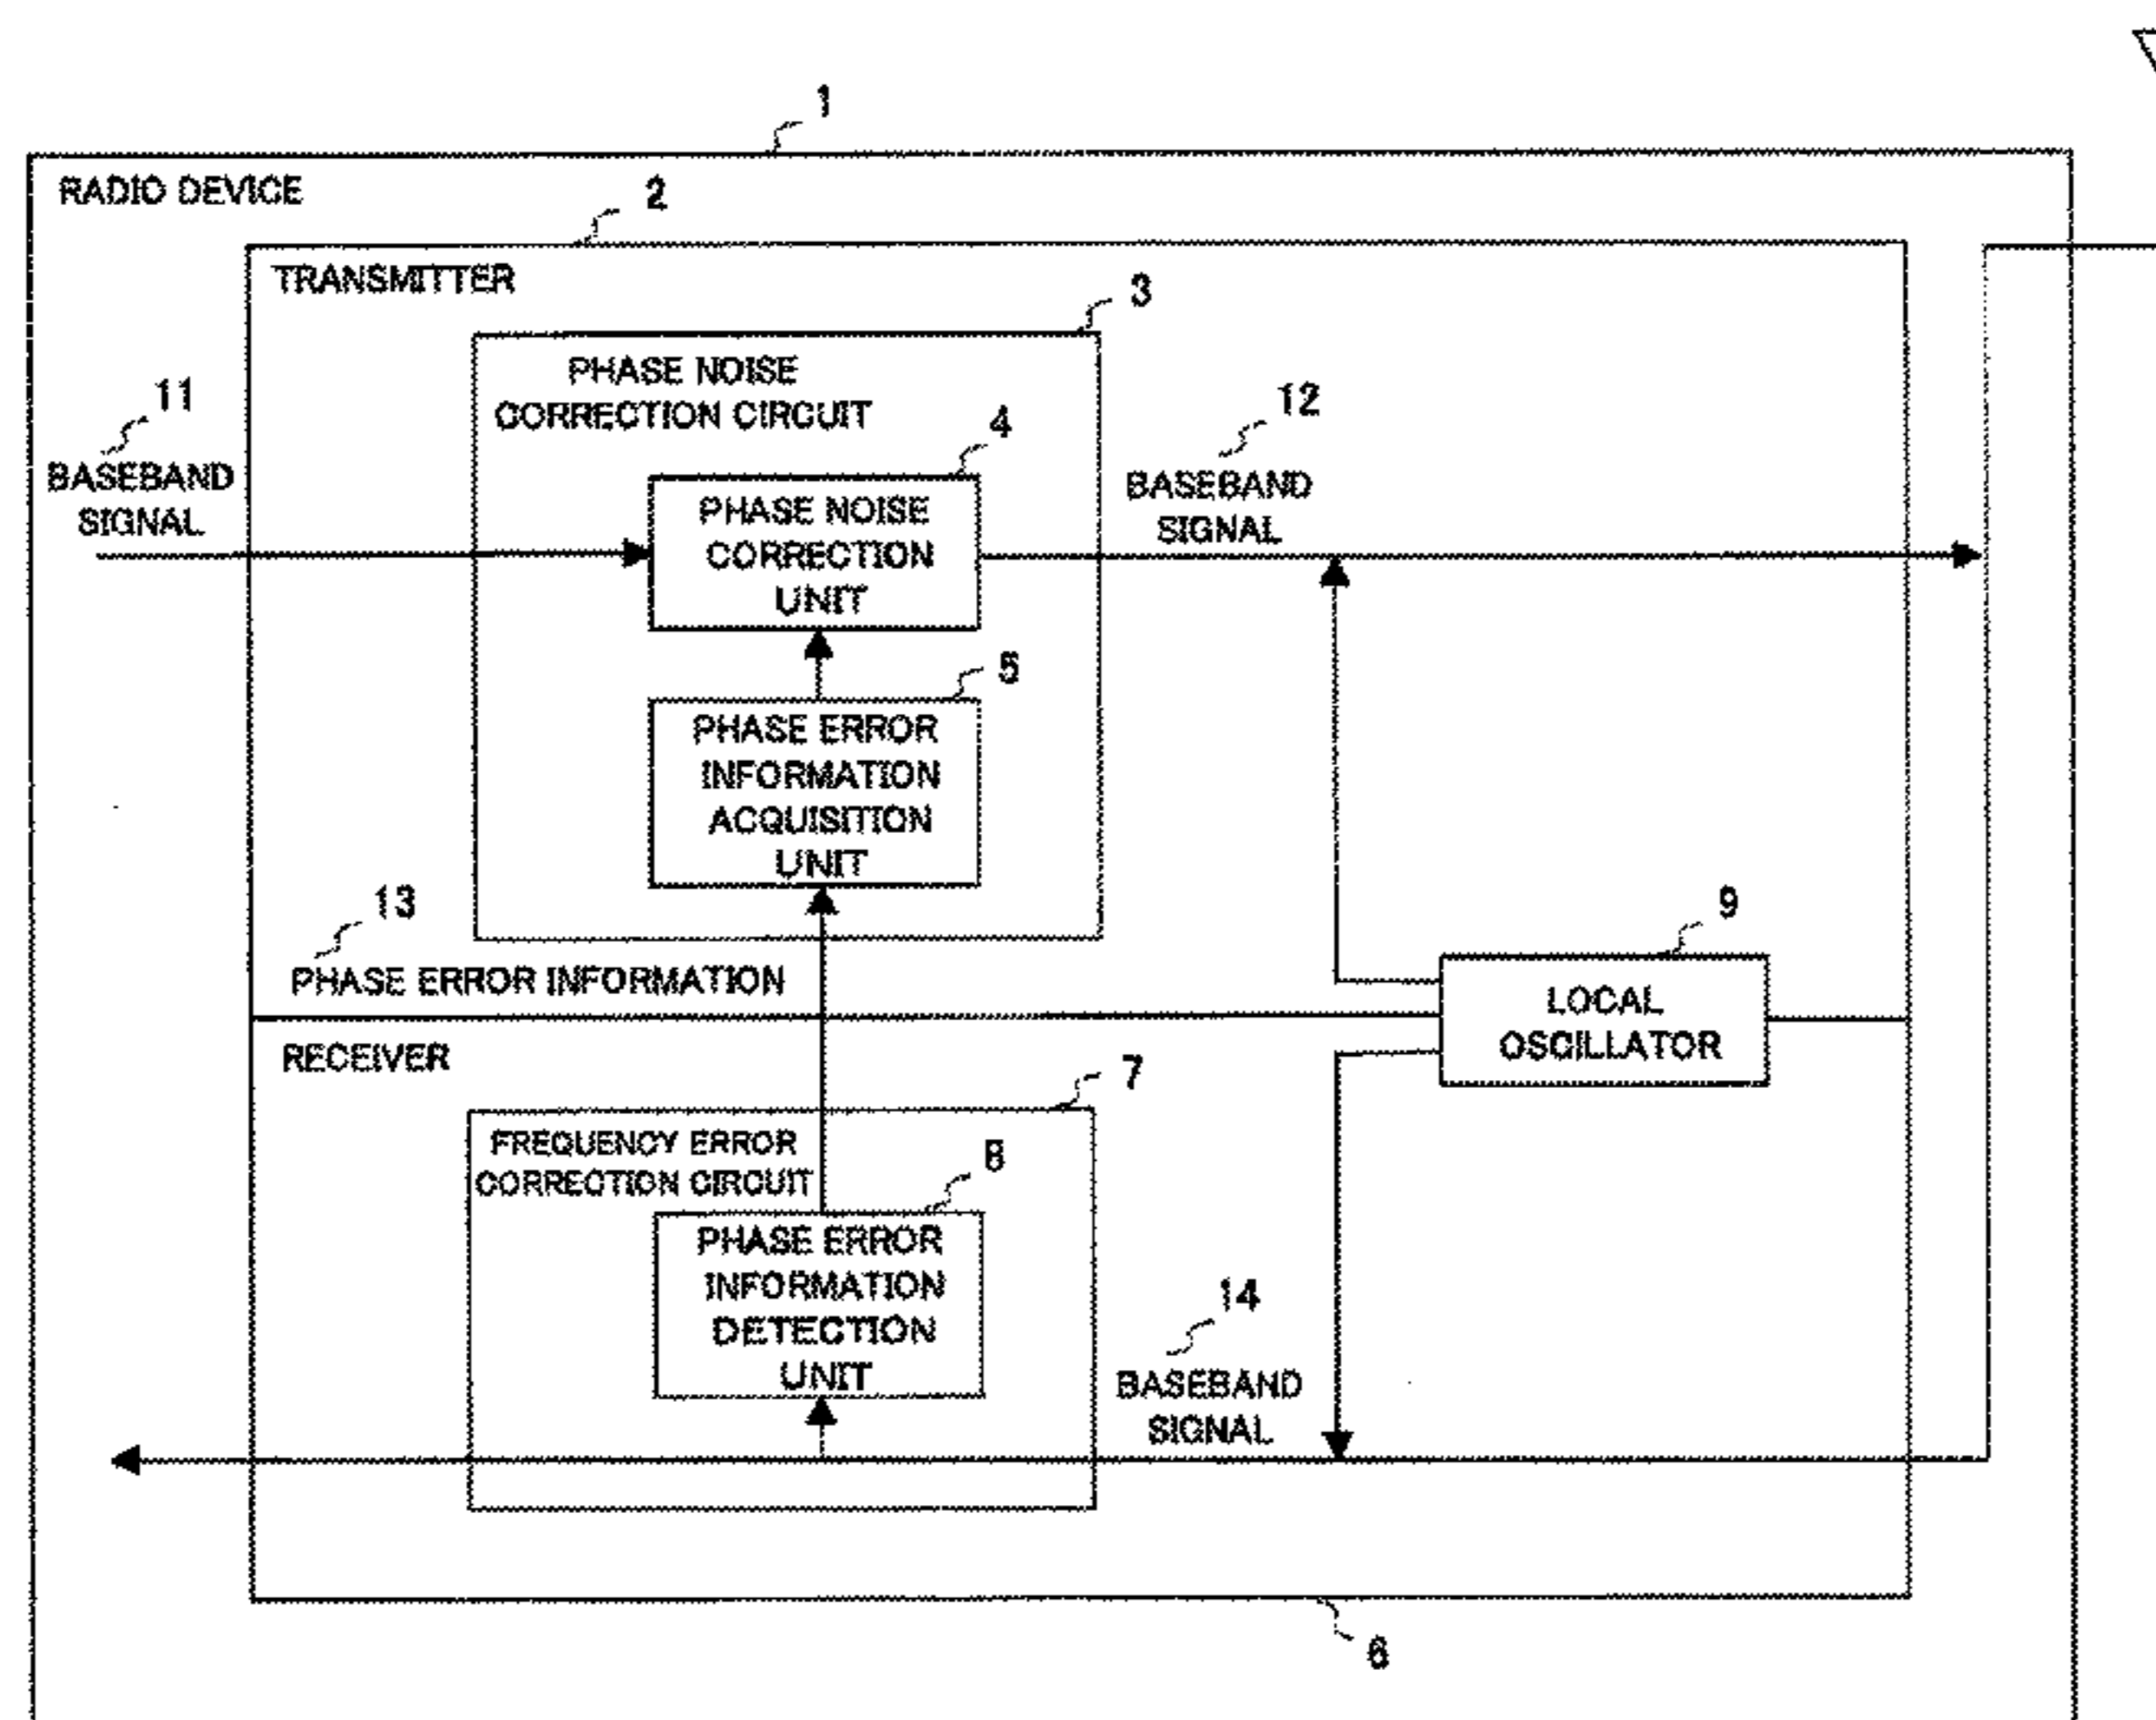 1
RADIO DEVICE
2
TRANSMITTER
3
PHASE NOISE
CORRECTION CIRCUIT
11
BASEBAND
SIGNAL
4
PHASE NOISE
CORRECTION
UNIT
12
BASEBAND
SIGNAL
5
PHASE ERROR
INFORMATION
ACQUISITION
UNIT
13
PHASE ERROR INFORMATION
9
LOCAL
OSCILLATOR
RECEIVER
7
FREQUENCY ERROR
CORRECTION CIRCUIT
8
PHASE ERROR
INFORMATION
DETECTION
UNIT
14
BASEBAND
SIGNAL
6